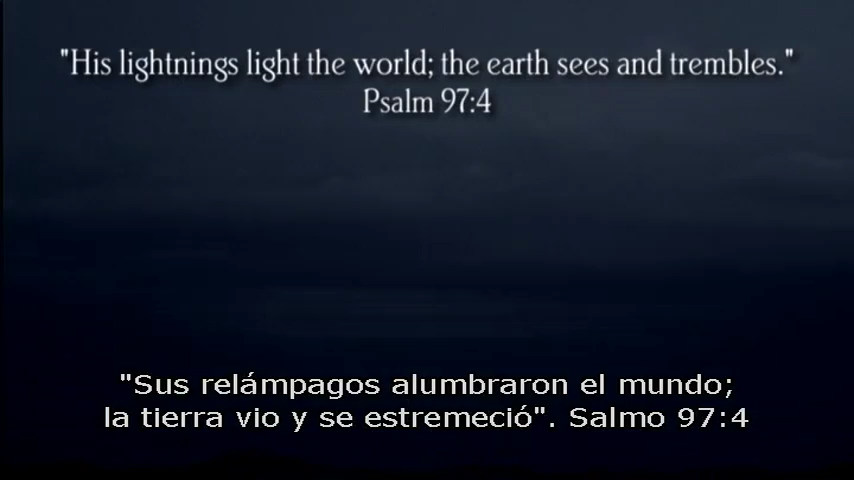 "His lightnings light the world; the earth sees and trembles."
Psalm 97:4
"Sus relámpagos alumbraron el mundo;
la tierra vio y se estremeció". Salmo 97:4